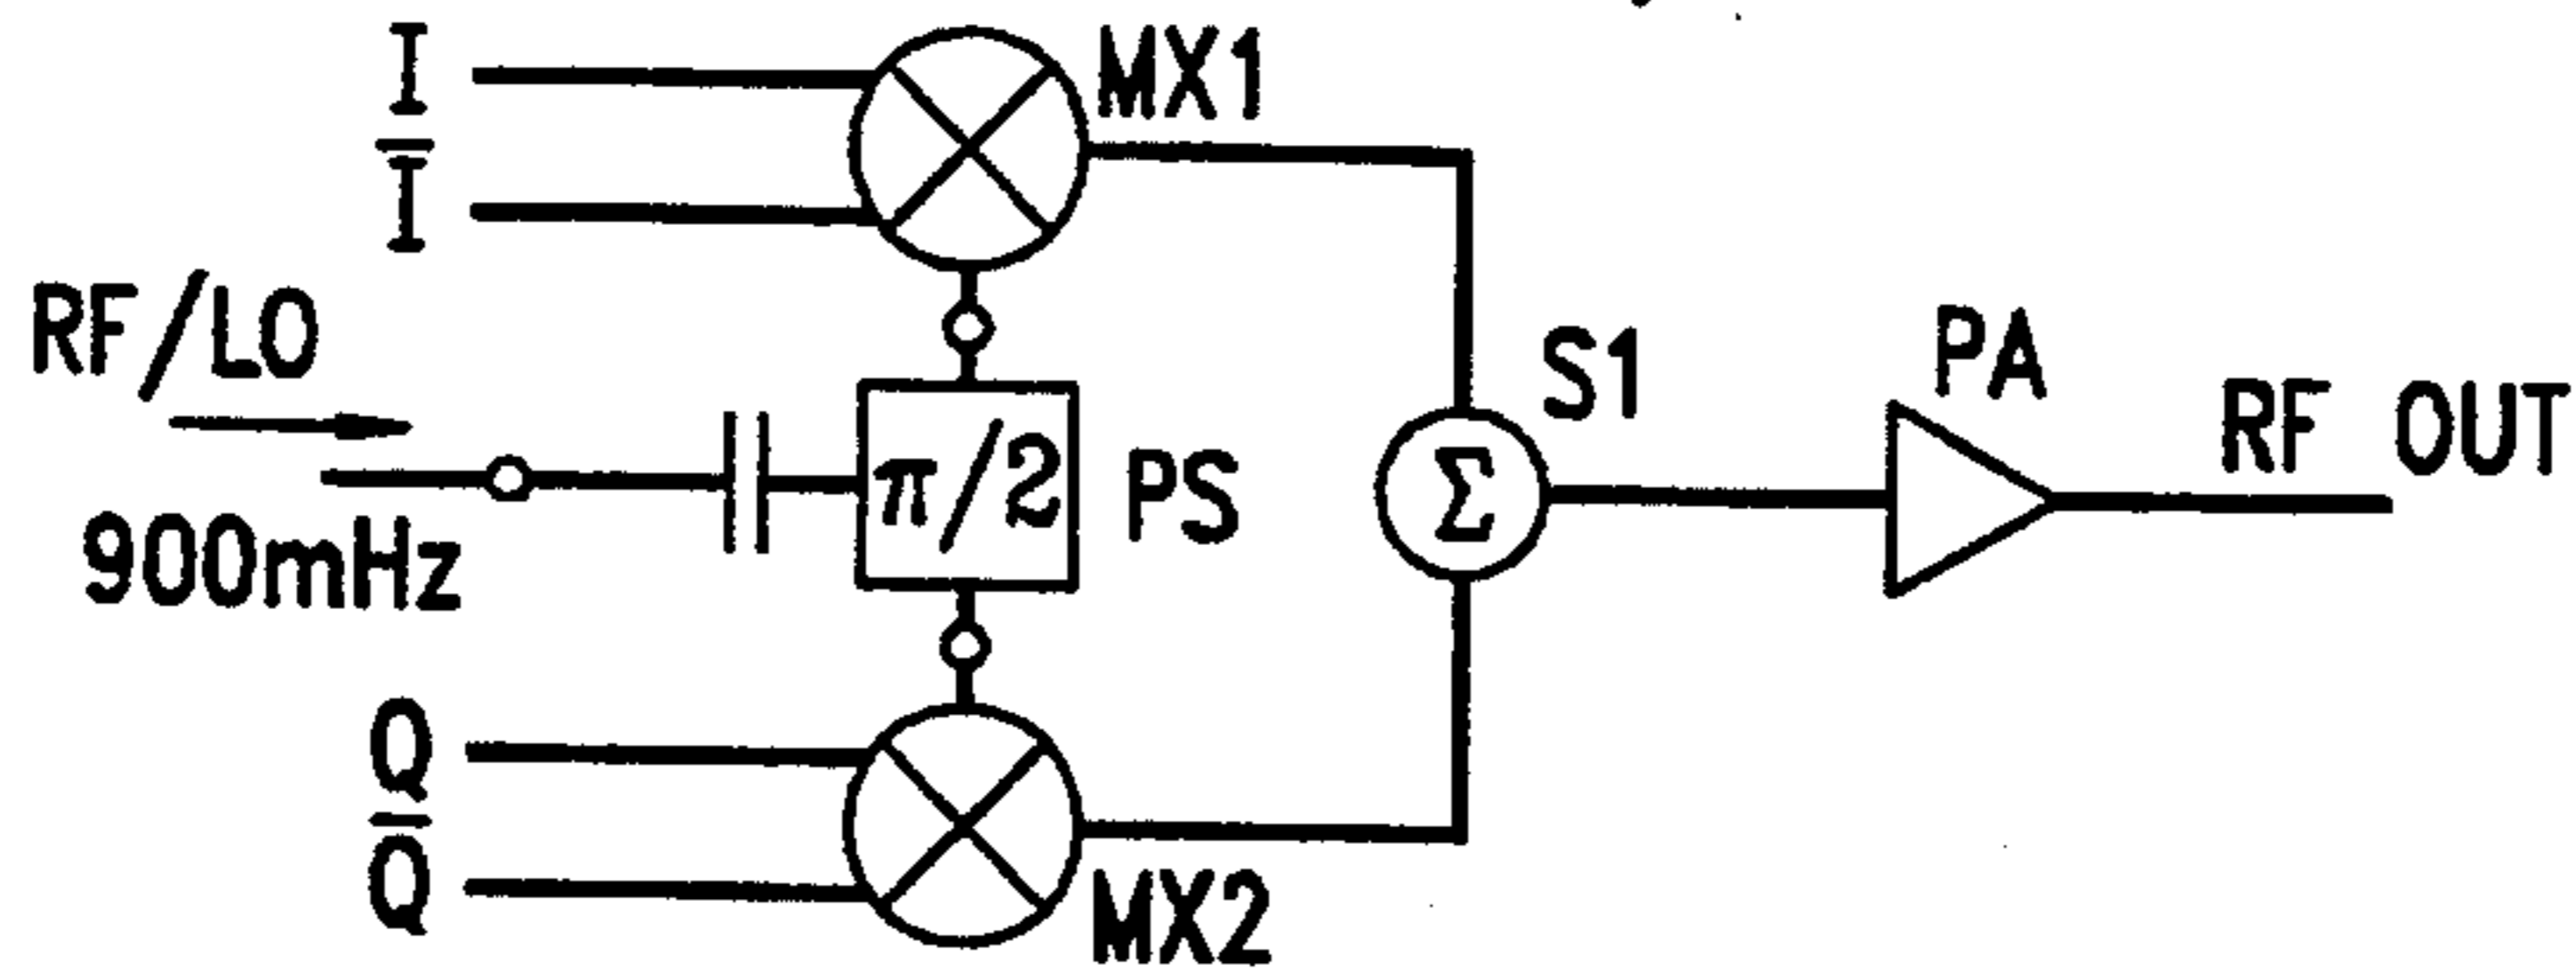 I
MX1
I̅
RF/LO
S1
PA
RF OUT
π/2
PS
Σ
900mHz
Q
Q̅
MX2